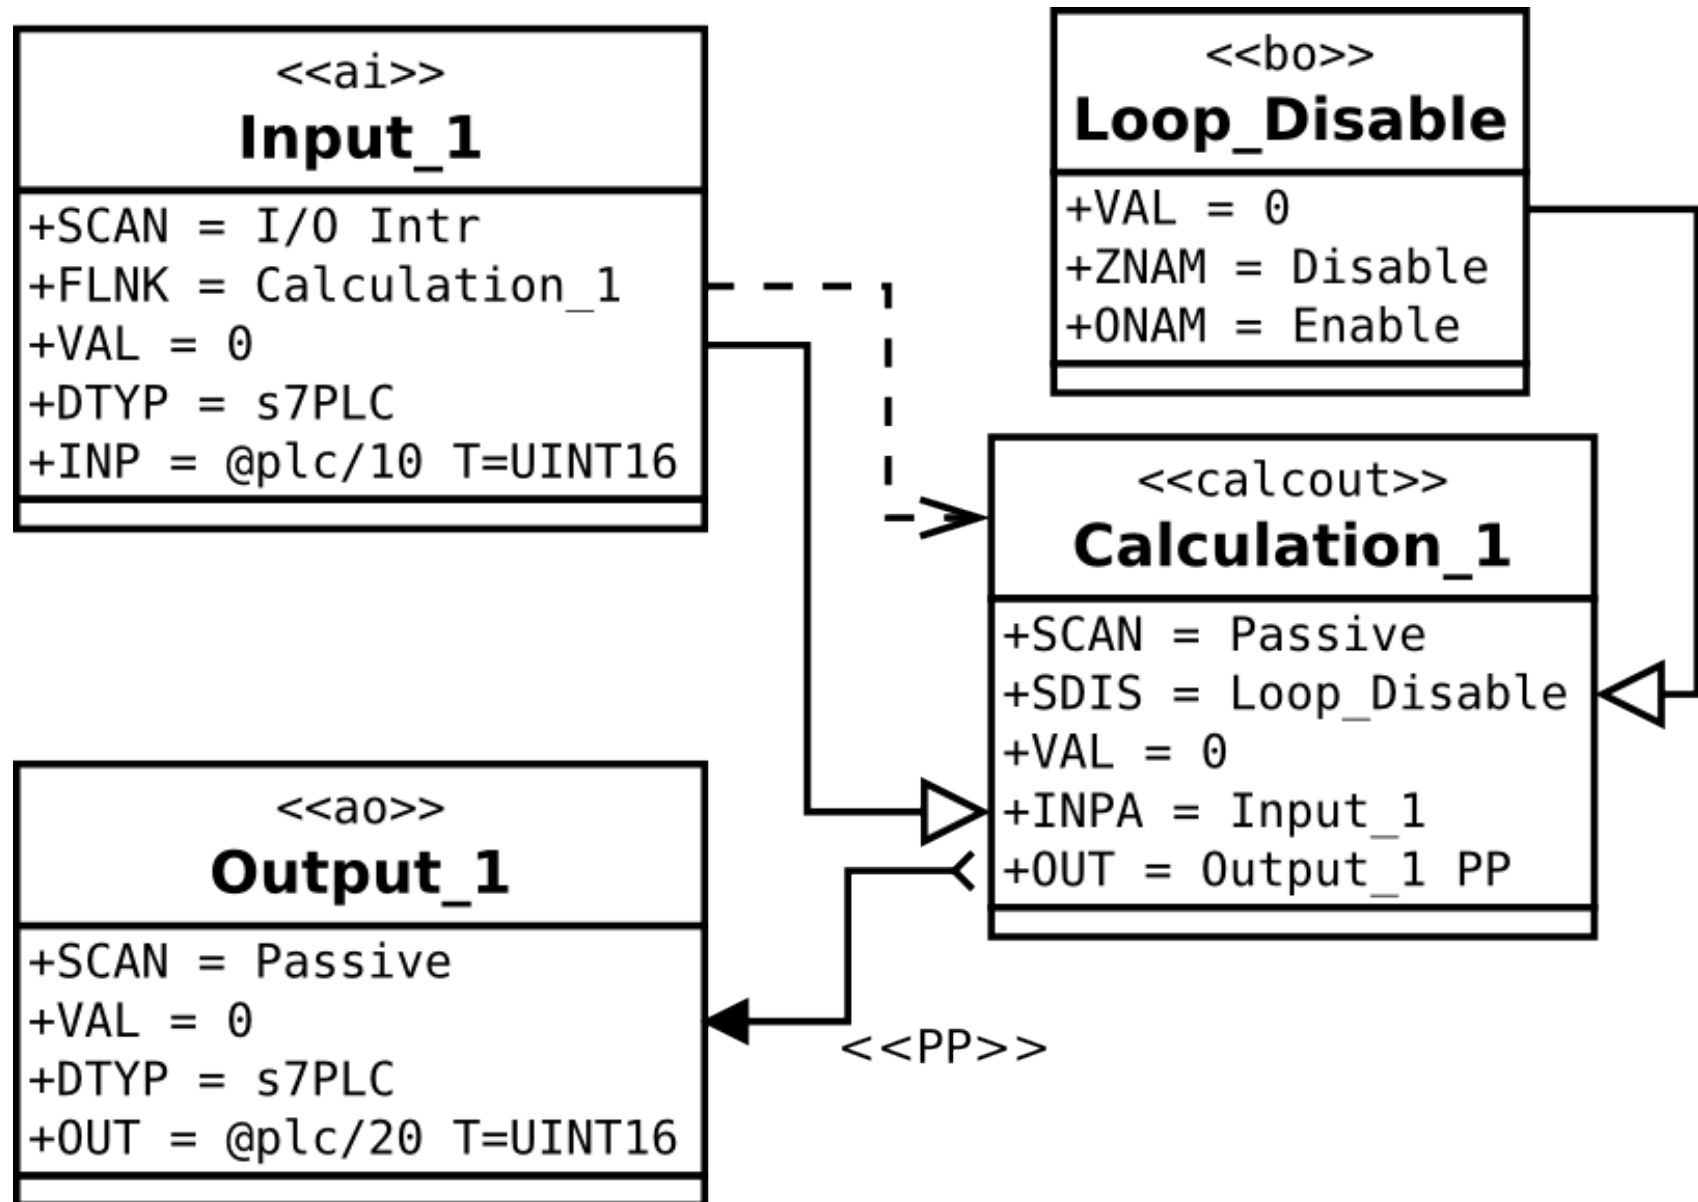 <<ai>>
Input_1
+SCAN = I/O Intr
+FLNK = Calculation_1
+VAL = 0
+DTYP = s7PLC
+INP = @plc/10 T=UINT16
<<bo>>
Loop_Disable
+VAL = 0
+ZNAM = Disable
+ONAM = Enable
<<calcout>>
Calculation_1
+SCAN = Passive
+SDIS = Loop_Disable
+VAL = 0
+INPA = Input_1
+OUT = Output_1 PP
<<ao>>
Output_1
+SCAN = Passive
+VAL = 0
+DTYP = s7PLC
+OUT = @plc/20 T=UINT16
<<PP>>